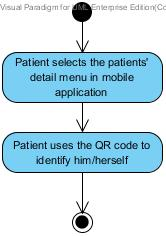 Visual Paradigm for UML Enterprise Edition(Co
Patient selects the patients'
detail menu in mobile
application
Patient uses the QR code to
identify him/herself